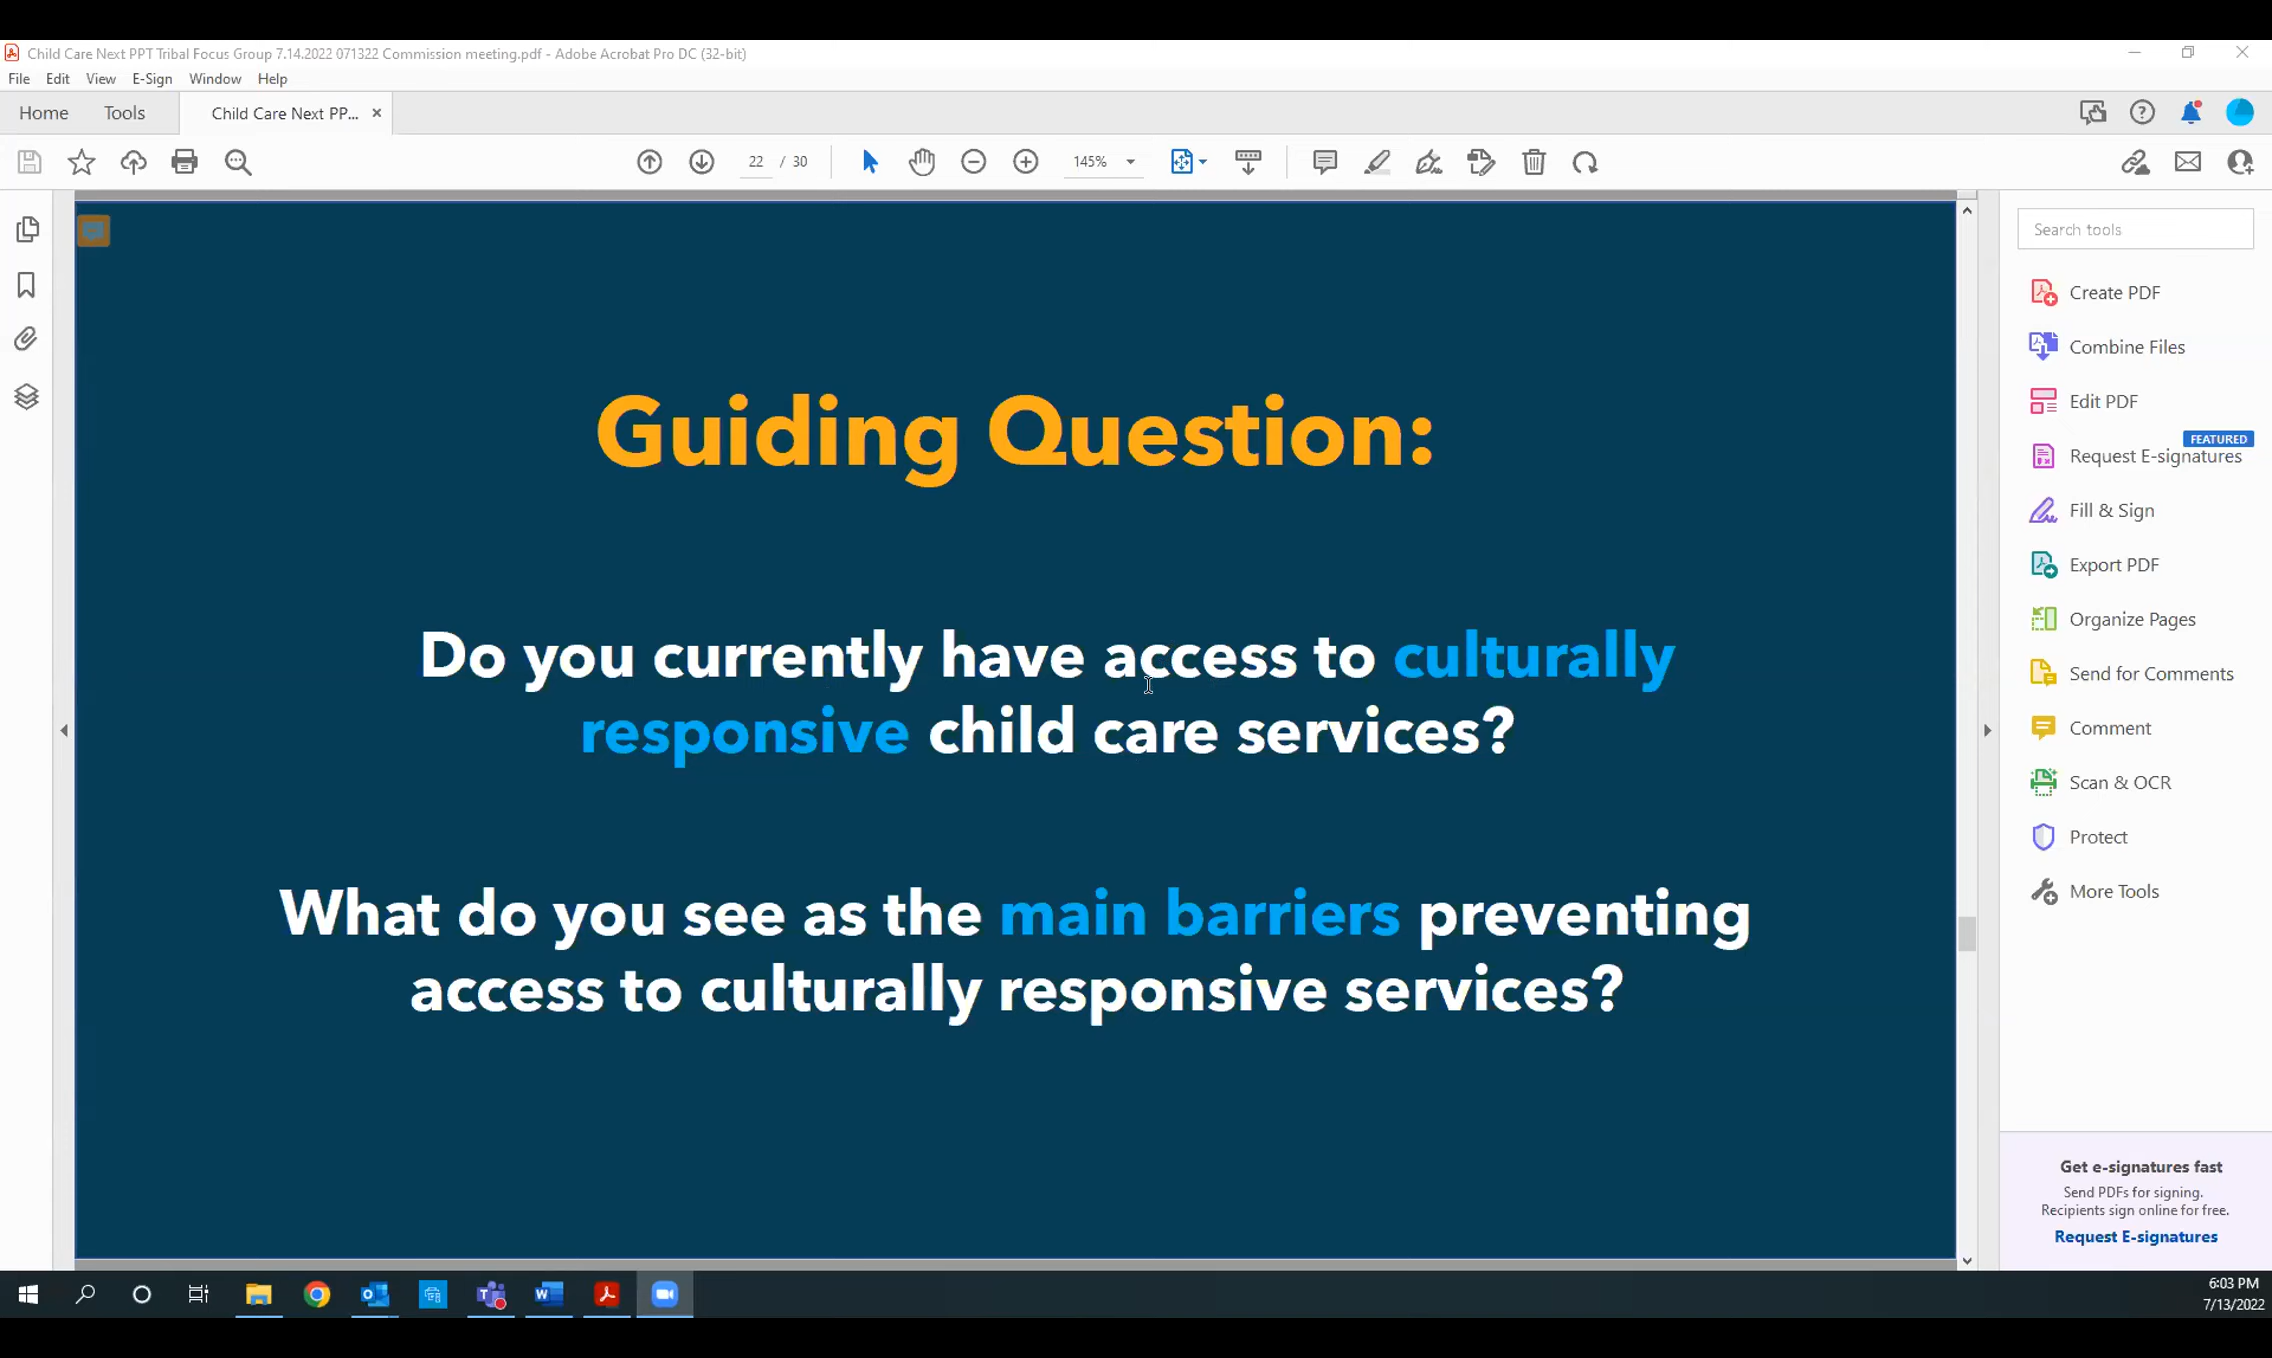 Child Care Next PPT Tribal Focus Group 7.14.2022 071322 Commission meeting.pdf - Adobe Acrobat Pro DC (32-bit)
File Edit View E-Sign Window Help
Home Tools Child Care Next PP... ×
22 / 30 145%
Search tools
Create PDF
Combine Files
Edit PDF
FEATURED
Request E-signatures
Fill & Sign
Export PDF
Organize Pages
Send for Comments
Comment
Scan & OCR
Protect
More Tools
Guiding Question:
Do you currently have access to culturally
responsive child care services?
What do you see as the main barriers preventing
access to culturally responsive services?
Get e-signatures fast
Send PDFs for signing.
Recipients sign online for free.
Request E-signatures
6:03 PM
7/13/2022